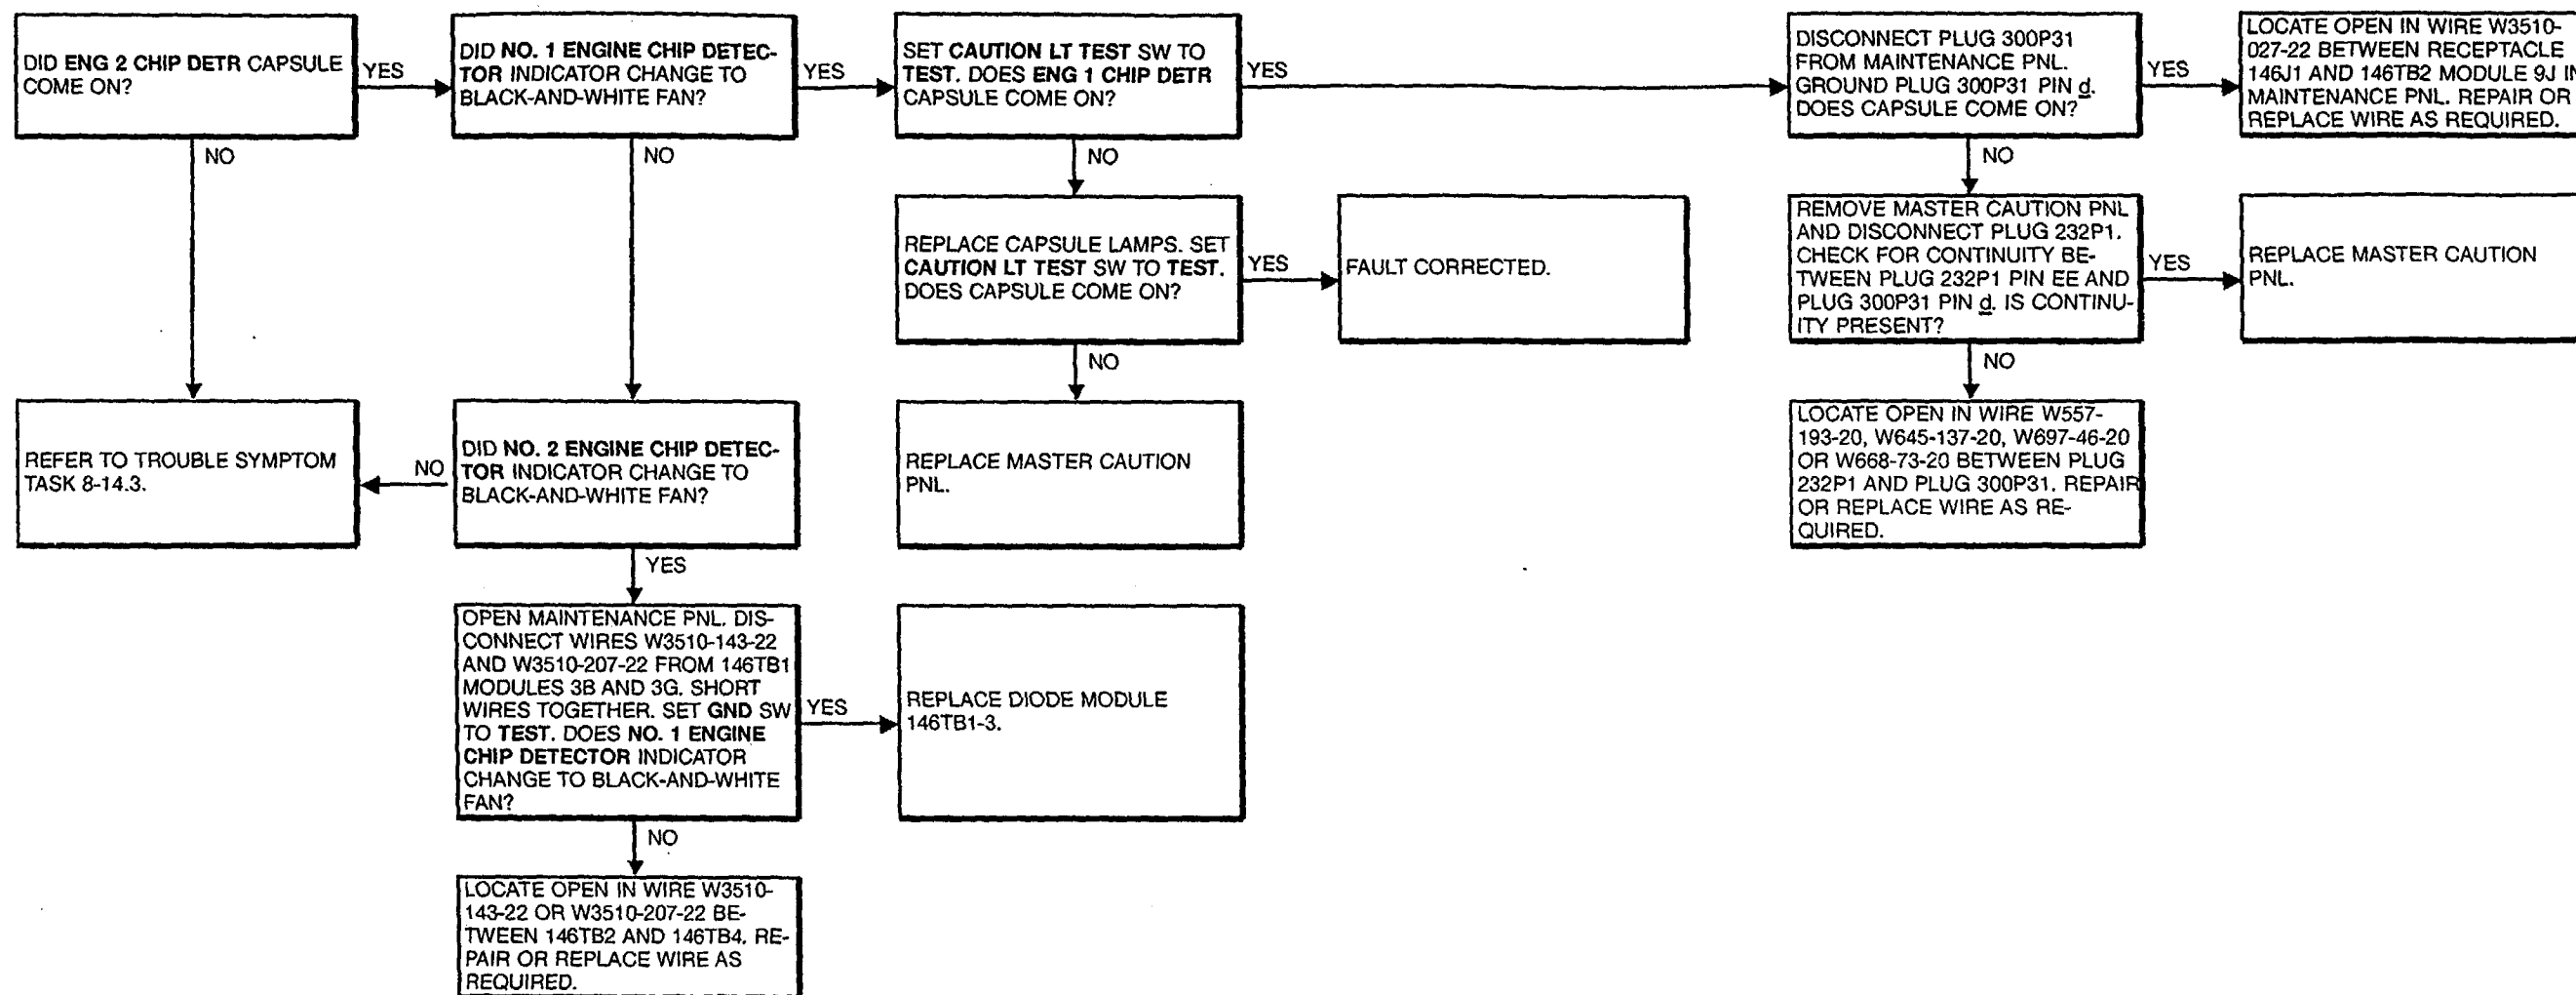 DID ENG 2 CHIP DETR CAPSULE
COME ON?
YES
NO
DID NO. 1 ENGINE CHIP DETEC-
TOR INDICATOR CHANGE TO
BLACK-AND-WHITE FAN?
YES
NO
SET CAUTION LT TEST SW TO
TEST. DOES ENG 1 CHIP DETR
CAPSULE COME ON?
YES
NO
DISCONNECT PLUG 300P31
FROM MAINTENANCE PNL.
GROUND PLUG 300P31 PIN d.
DOES CAPSULE COME ON?
YES
NO
LOCATE OPEN IN WIRE W3510-
027-22 BETWEEN RECEPTACLE
146J1 AND 146TB2 MODULE 9J IN
MAINTENANCE PNL. REPAIR OR
REPLACE WIRE AS REQUIRED.
REPLACE CAPSULE LAMPS. SET
CAUTION LT TEST SW TO TEST.
DOES CAPSULE COME ON?
YES
NO
FAULT CORRECTED.
REMOVE MASTER CAUTION PNL
AND DISCONNECT PLUG 232P1.
CHECK FOR CONTINUITY BE-
TWEEN PLUG 232P1 PIN EE AND
PLUG 300P31 PIN d. IS CONTINU-
ITY PRESENT?
YES
NO
REPLACE MASTER CAUTION
PNL.
REFER TO TROUBLE SYMPTOM
TASK 8-14.3.
NO
DID NO. 2 ENGINE CHIP DETEC-
TOR INDICATOR CHANGE TO
BLACK-AND-WHITE FAN?
YES
REPLACE MASTER CAUTION
PNL.
LOCATE OPEN IN WIRE W557-
193-20, W645-137-20, W697-46-20
OR W668-73-20 BETWEEN PLUG
232P1 AND PLUG 300P31. REPAIR
OR REPLACE WIRE AS RE-
QUIRED.
OPEN MAINTENANCE PNL. DIS-
CONNECT WIRES W3510-143-22
AND W3510-207-22 FROM 146TB1
MODULES 3B AND 3G. SHORT
WIRES TOGETHER. SET GND SW
TO TEST. DOES NO. 1 ENGINE
CHIP DETECTOR INDICATOR
CHANGE TO BLACK-AND-WHITE
FAN?
YES
NO
REPLACE DIODE MODULE
146TB1-3.
LOCATE OPEN IN WIRE W3510-
143-22 OR W3510-207-22 BE-
TWEEN 146TB2 AND 146TB4. RE-
PAIR OR REPLACE WIRE AS
REQUIRED.